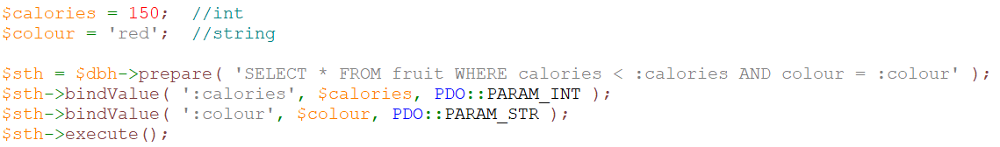 $calories = 150;  //int
$colour = 'red';  //string
$sth = $dbh->prepare( 'SELECT * FROM fruit WHERE calories < :calories AND colour = :colour' );
$sth->bindValue( ':calories', $calories, PDO::PARAM_INT );
$sth->bindValue( ':colour', $colour, PDO::PARAM_STR );
$sth->execute();